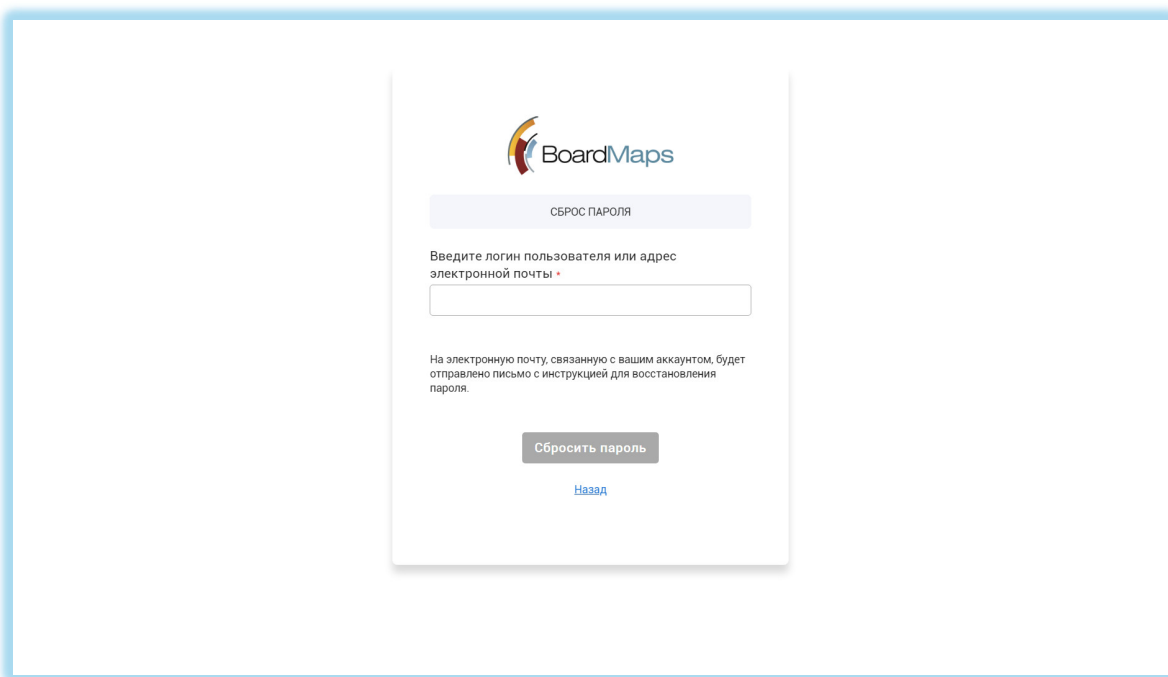 BoardMaps
СБРОС ПАРОЛЯ
Введите логин пользователя или адрес
электронной почты *
На электронную почту, связанную с вашим аккаунтом, будет
отправлено письмо с инструкцией для восстановления
пароля.
Сбросить пароль
Назад